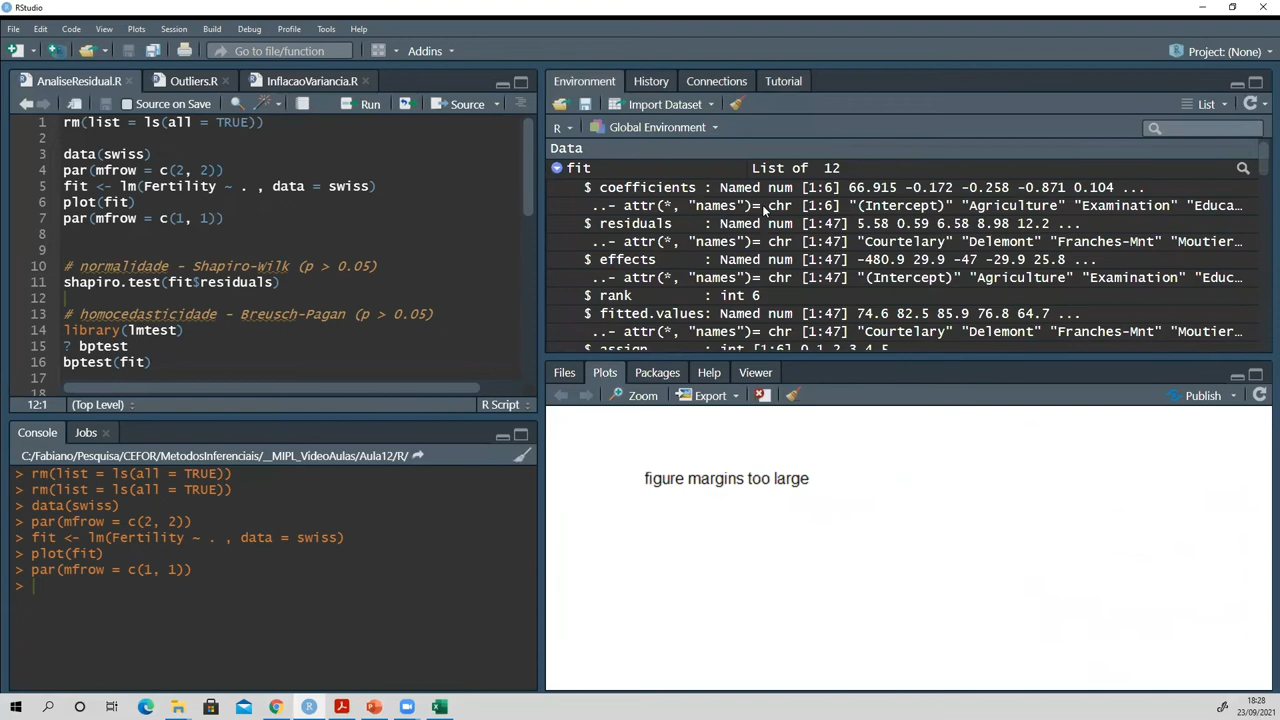 RStudio
File Edit Code View Plots Session Build Debug Profile Tools Help
Go to file/function Addins Project: (None)
AnaliseResidual.R Outliers.R InflacaoVariancia.R
Source on Save Run Source
1 rm(list = ls(all = TRUE))
2
3 data(swiss)
4 par(mfrow = c(2, 2))
5 fit <- lm(Fertility ~ . , data = swiss)
6 plot(fit)
7 par(mfrow = c(1, 1))
8
9
10 # normalidade - Shapiro-Wilk (p > 0.05)
11 shapiro.test(fit$residuals)
12
13 # homocedasticidade - Breusch-Pagan (p > 0.05)
14 library(lmtest)
15 ? bptest
16 bptest(fit)
17
18
12:1 (Top Level) R Script
Console Jobs
C:/Fabiano/Pesquisa/CEFOR/MetodosInferenciais/__MIPL_VideoAulas/Aula12/R/
> rm(list = ls(all = TRUE))
> rm(list = ls(all = TRUE))
> data(swiss)
> par(mfrow = c(2, 2))
> fit <- lm(Fertility ~ . , data = swiss)
> plot(fit)
> par(mfrow = c(1, 1))
>
Environment History Connections Tutorial
Import Dataset List
R Global Environment
Data
fit List of 12
$ coefficients : Named num [1:6] 66.915 -0.172 -0.258 -0.871 0.104 ...
..- attr(*, "names")= chr [1:6] "(Intercept)" "Agriculture" "Examination" "Educa…
$ residuals : Named num [1:47] 5.58 0.59 6.58 8.98 12.2 ...
..- attr(*, "names")= chr [1:47] "Courtelary" "Delemont" "Franches-Mnt" "Moutier…
$ effects : Named num [1:47] -480.9 29.9 -47 -29.9 25.8 ...
..- attr(*, "names")= chr [1:47] "(Intercept)" "Agriculture" "Examination" "Educ…
$ rank : int 6
$ fitted.values: Named num [1:47] 74.6 82.5 85.9 76.8 64.7 ...
..- attr(*, "names")= chr [1:47] "Courtelary" "Delemont" "Franches-Mnt" "Moutier…
$ assign : int [1:6] 0 1 2 3 4 5
Files Plots Packages Help Viewer
Zoom Export Publish
figure margins too large
18:28
23/09/2021